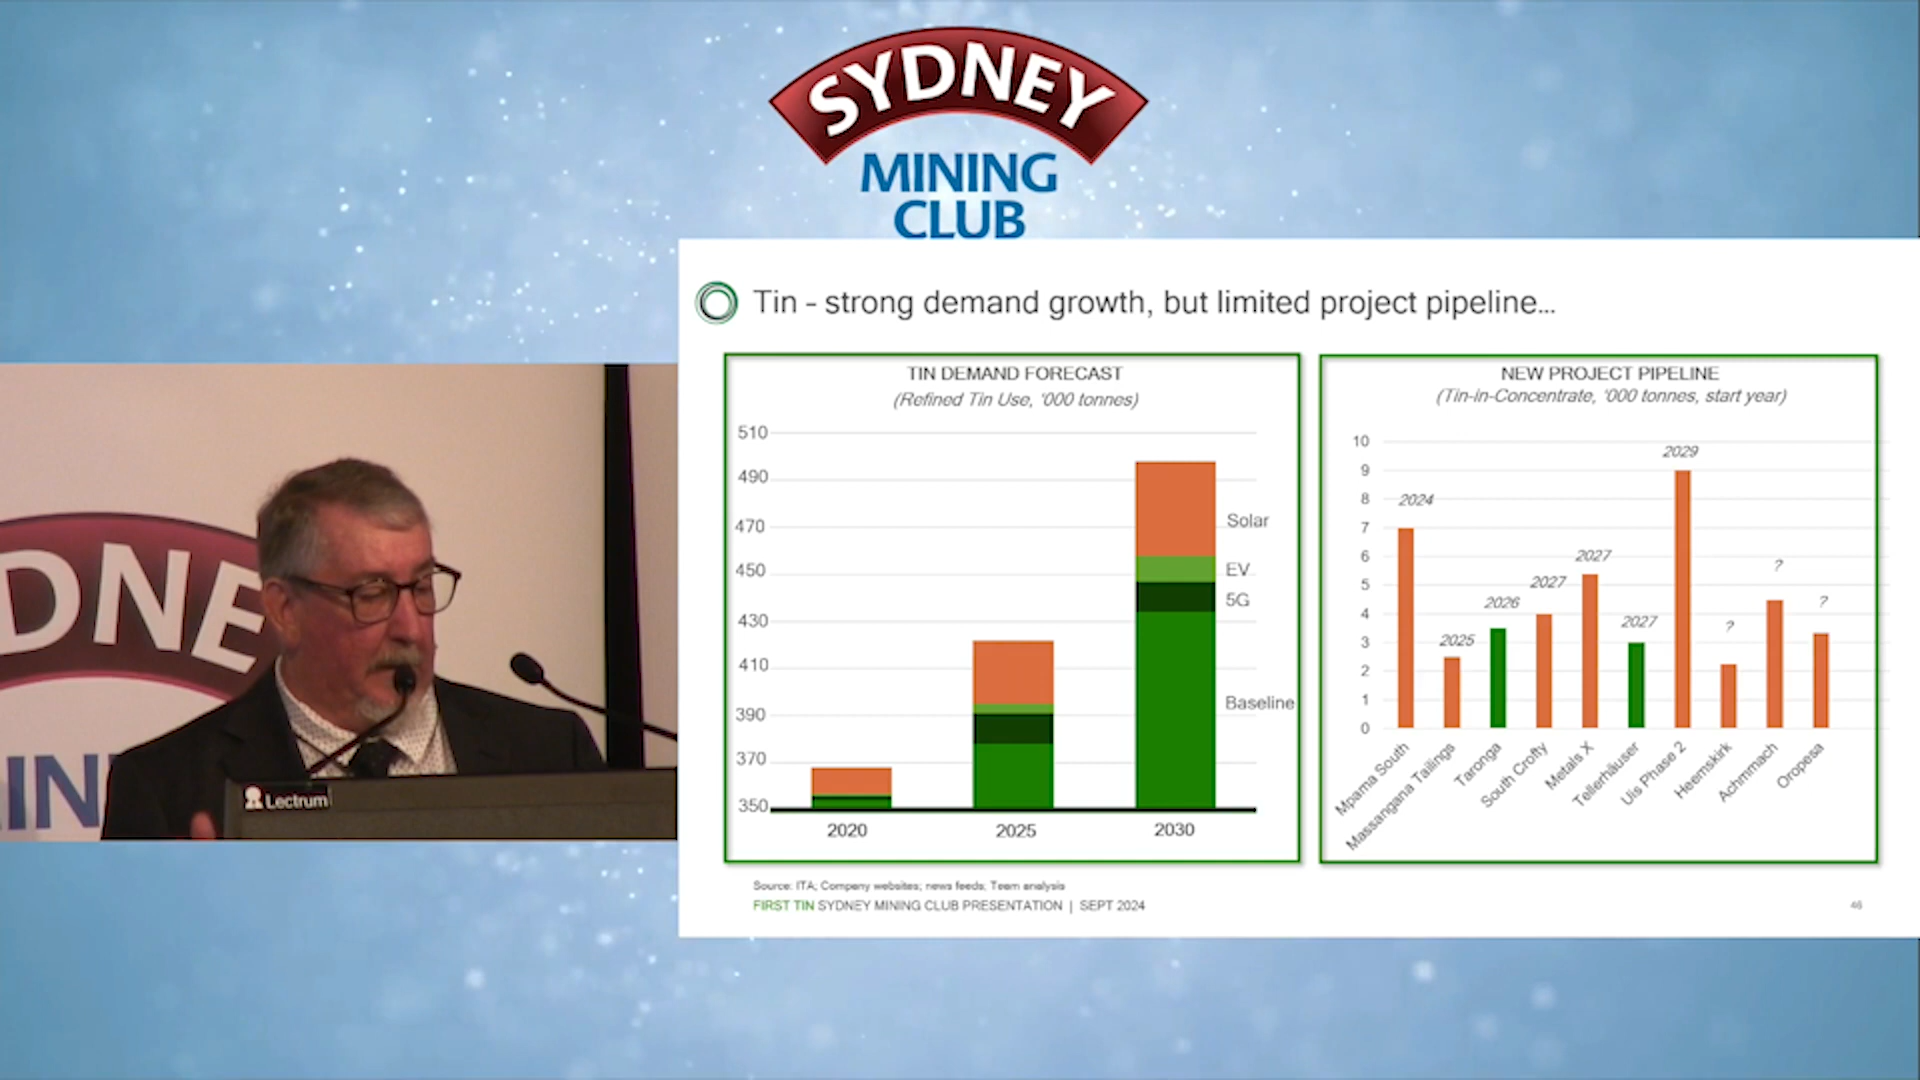 SYDNEY
MINING
CLUB
Tin - strong demand growth, but limited project pipeline...
TIN DEMAND FORECAST
(Refined Tin Use, '000 tonnes)
510
490
470
450
430
410
390
370
350
Solar
EV
5G
Baseline
2020 2025 2030
NEW PROJECT PIPELINE
(Tin-in-Concentrate, '000 tonnes, start year)
10
9
8
7
6
5
4
3
2
1
0
2024
2025
2026
2027
2027
2027
2029
?
?
?
Mpama South
Massangana Tailings
Taronga
South Crofty
Metals X
Tellerhäuser
Uis Phase 2
Heemskirk
Achmmach
Oropesa
Source: ITA; Company websites; news feeds; Team analysis
FIRST TIN SYDNEY MINING CLUB PRESENTATION | SEPT 2024
46
DNE
IN
Lectrum